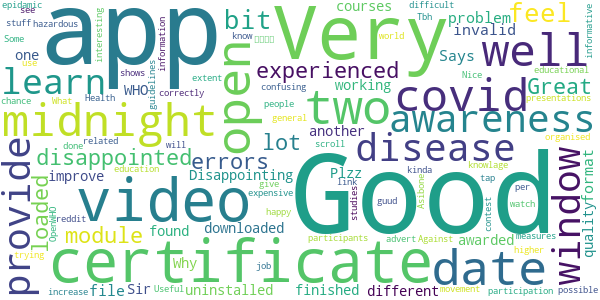 epidemic
Some stuff hazardous
see
interesting
one
Health
information
use
What
learn
WHO
guidelines
shows
correctly
chance
extent
midnight
done
related
education
will
provide
disappointed
improve
reddit
OpenWHO
loaded
module
trying
increase
file
Useful
Sir
Why
uninstalled
app
bit
know
open
confusing
people
general
errors
found
job
Disappointing
downloaded
finished
Very
experienced
two
another
scroll
lot
Plzz
link
give
expensive
happy
studies
video
certificate
participants
different
advert
Against
movement
Good
guud
kinda
Asibone
courses
problem
Tbh
Says
working
world
covid
awareness
disease
presentations
knowlage
date
awarded
contest
per
tap
higher
participation
feel
difficult
invalid
well
Nice
Great
educational
informative
organised
window
quality
format
watch
measures
possible